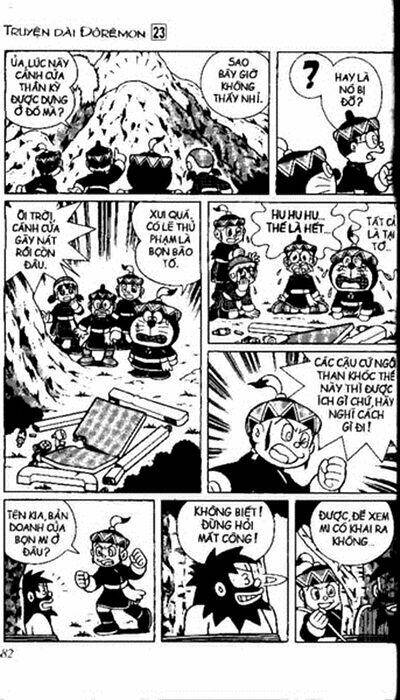 TRUYỆN DÀI ĐÔRÊMON 23
ỦA, LÚC NÃY
CÁNH CỬA
THẦN KỲ
ĐƯỢC DỰNG
Ở ĐÓ MÀ?
SAO
BÂY GIỜ
KHÔNG
THẤY NHỈ.
?
HAY LÀ
NÓ BỊ
ĐỠ?
ÔI TRỜI,
CÁNH CỬA
GÃY NÁT
RỒI CÒN
ĐÂU.
XUI QUÁ,
CÓ LẼ THỦ
PHẠM LÀ
BỌN BÃO
TỐ.
HU HU HU...
THẾ LÀ HẾT...
TẤT CẢ
LÀ TẠI
TỚ.
CÁC CẬU CỨ NGỒI
THAN KHÓC THẾ
NÀY THÌ ĐƯỢC
ÍCH GÌ CHỨ, HÃY
NGHĨ CÁCH
GÌ ĐI!
TÊN KIA, BẢN
DOANH CỦA
BỌN MI Ở
ĐÂU?
KHÔNG BIẾT!
ĐỪNG HỎI
MẤT CÔNG!
ĐƯỢC, ĐỂ XEM
MI CÓ KHAI RA
KHÔNG...
82